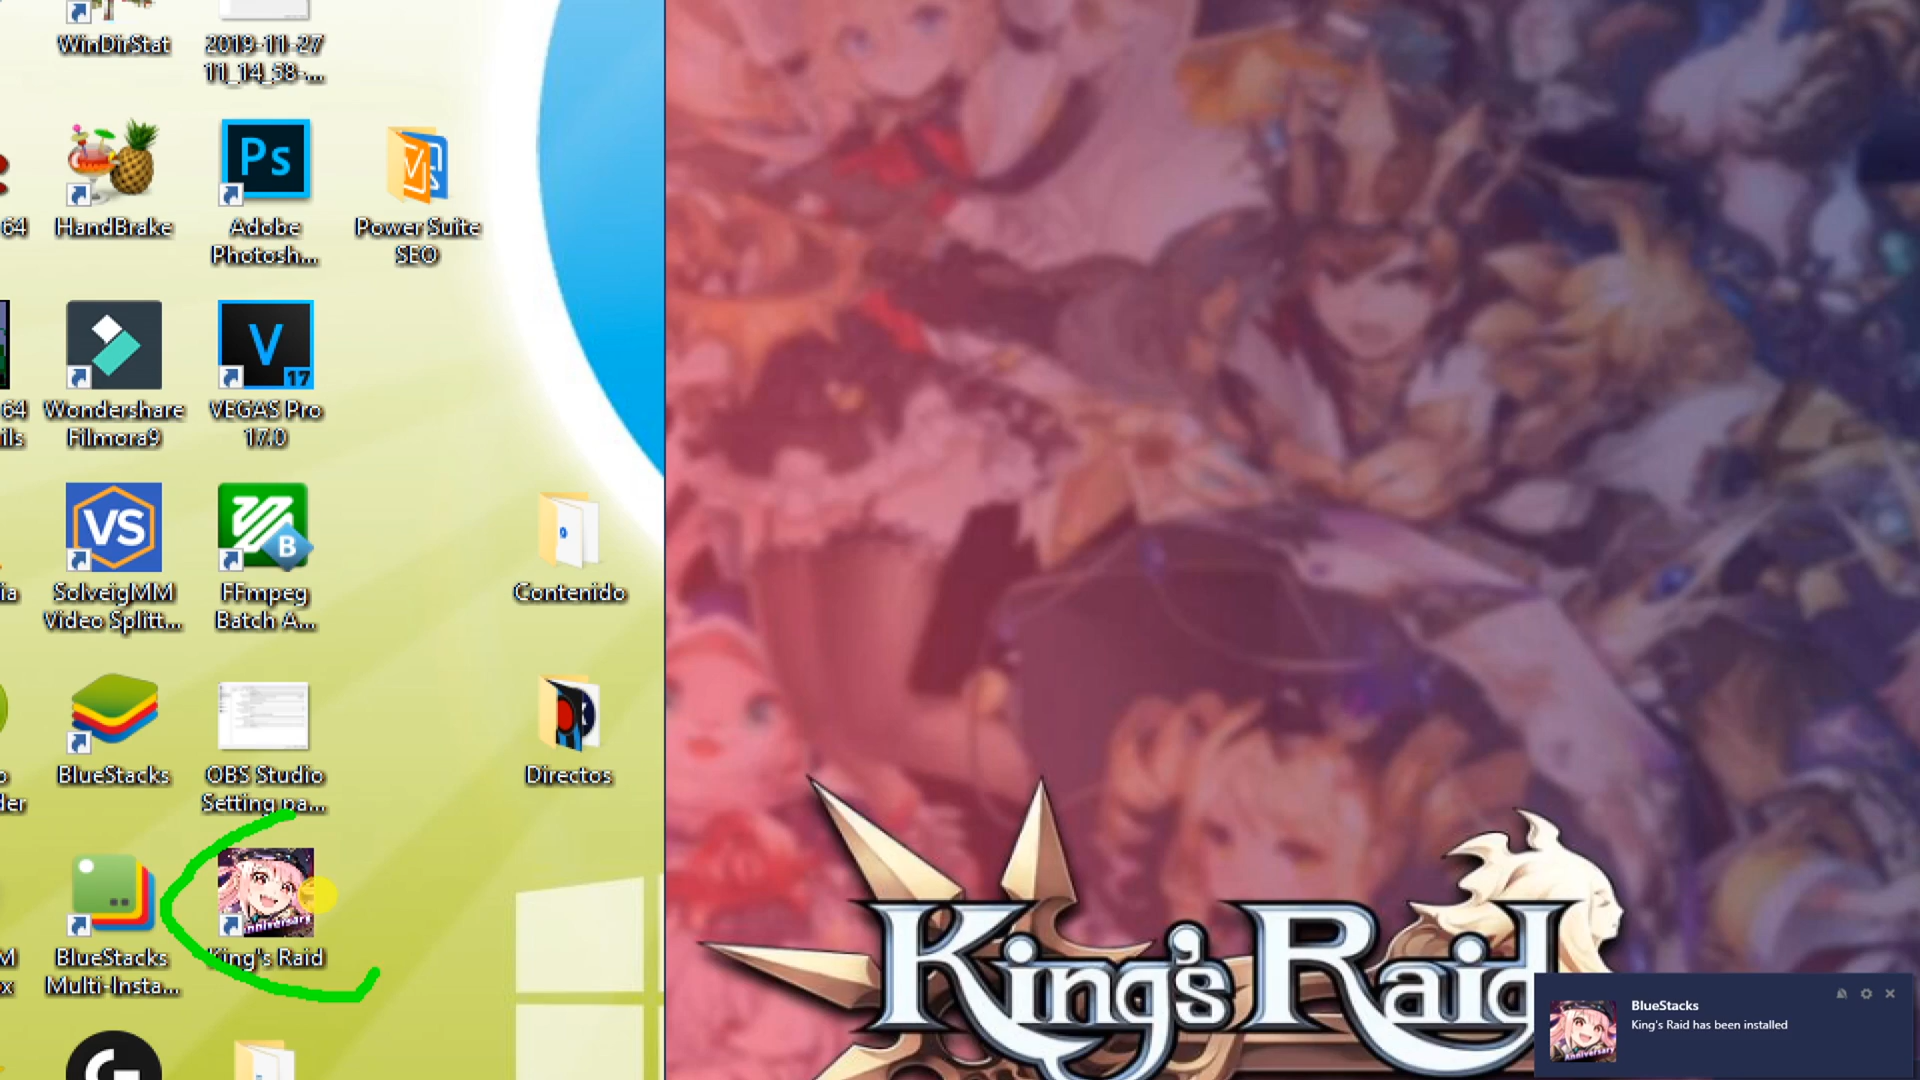 WinDirStat
2019-11-27
11_14_58-...
64
HandBrake
Ps
Adobe
Photosh...
Power Suite
SEO
64
ils
Wondershare
Filmora9
V
17
VEGAS Pro
17.0
ia
VS
SolveigMM
Video Splitt...
B
FFmpeg
Batch A...
Contenido
der
BlueStacks
OBS Studio
Setting pa...
Directos
M
x
BlueStacks
Multi-Insta...
Anniversary
King's Raid
King's Raid
BlueStacks
King's Raid has been installed
Anniversary